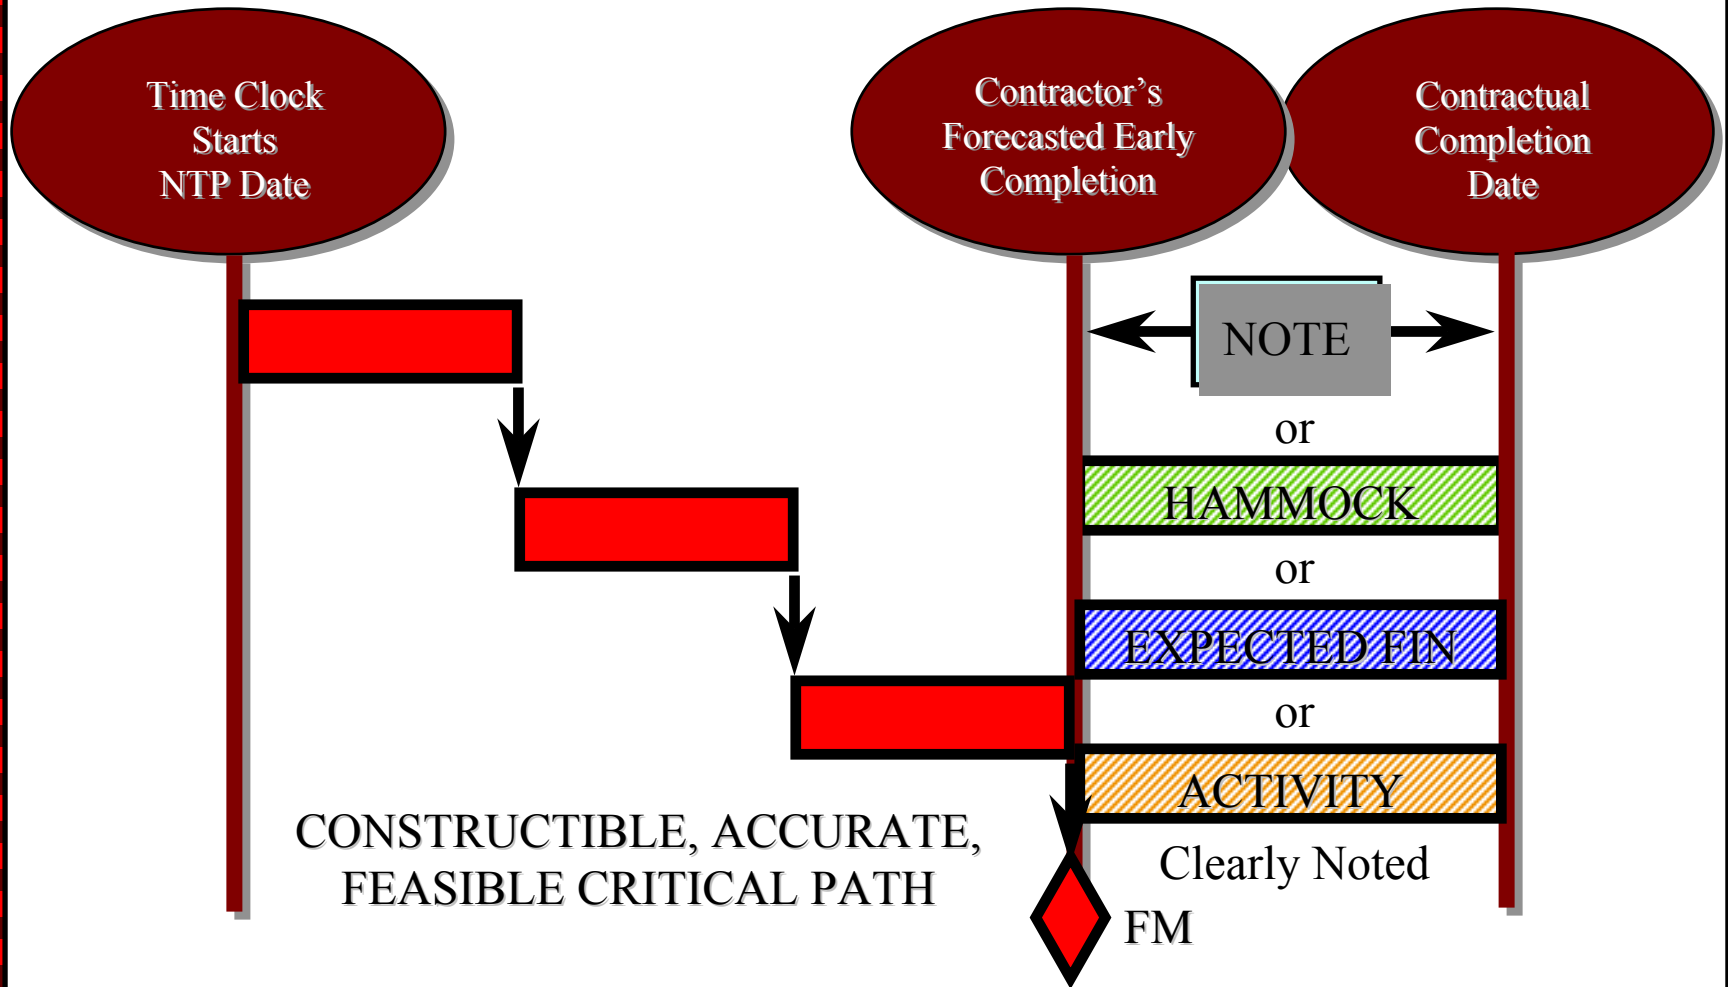 Time Clock
Starts
NTP Date
Contractor’s
Forecasted Early
Completion
Contractual
Completion
Date
NOTE
or
HAMMOCK
or
EXPECTED FIN
or
ACTIVITY
Clearly Noted
CONSTRUCTIBLE, ACCURATE,
FEASIBLE CRITICAL PATH
FM